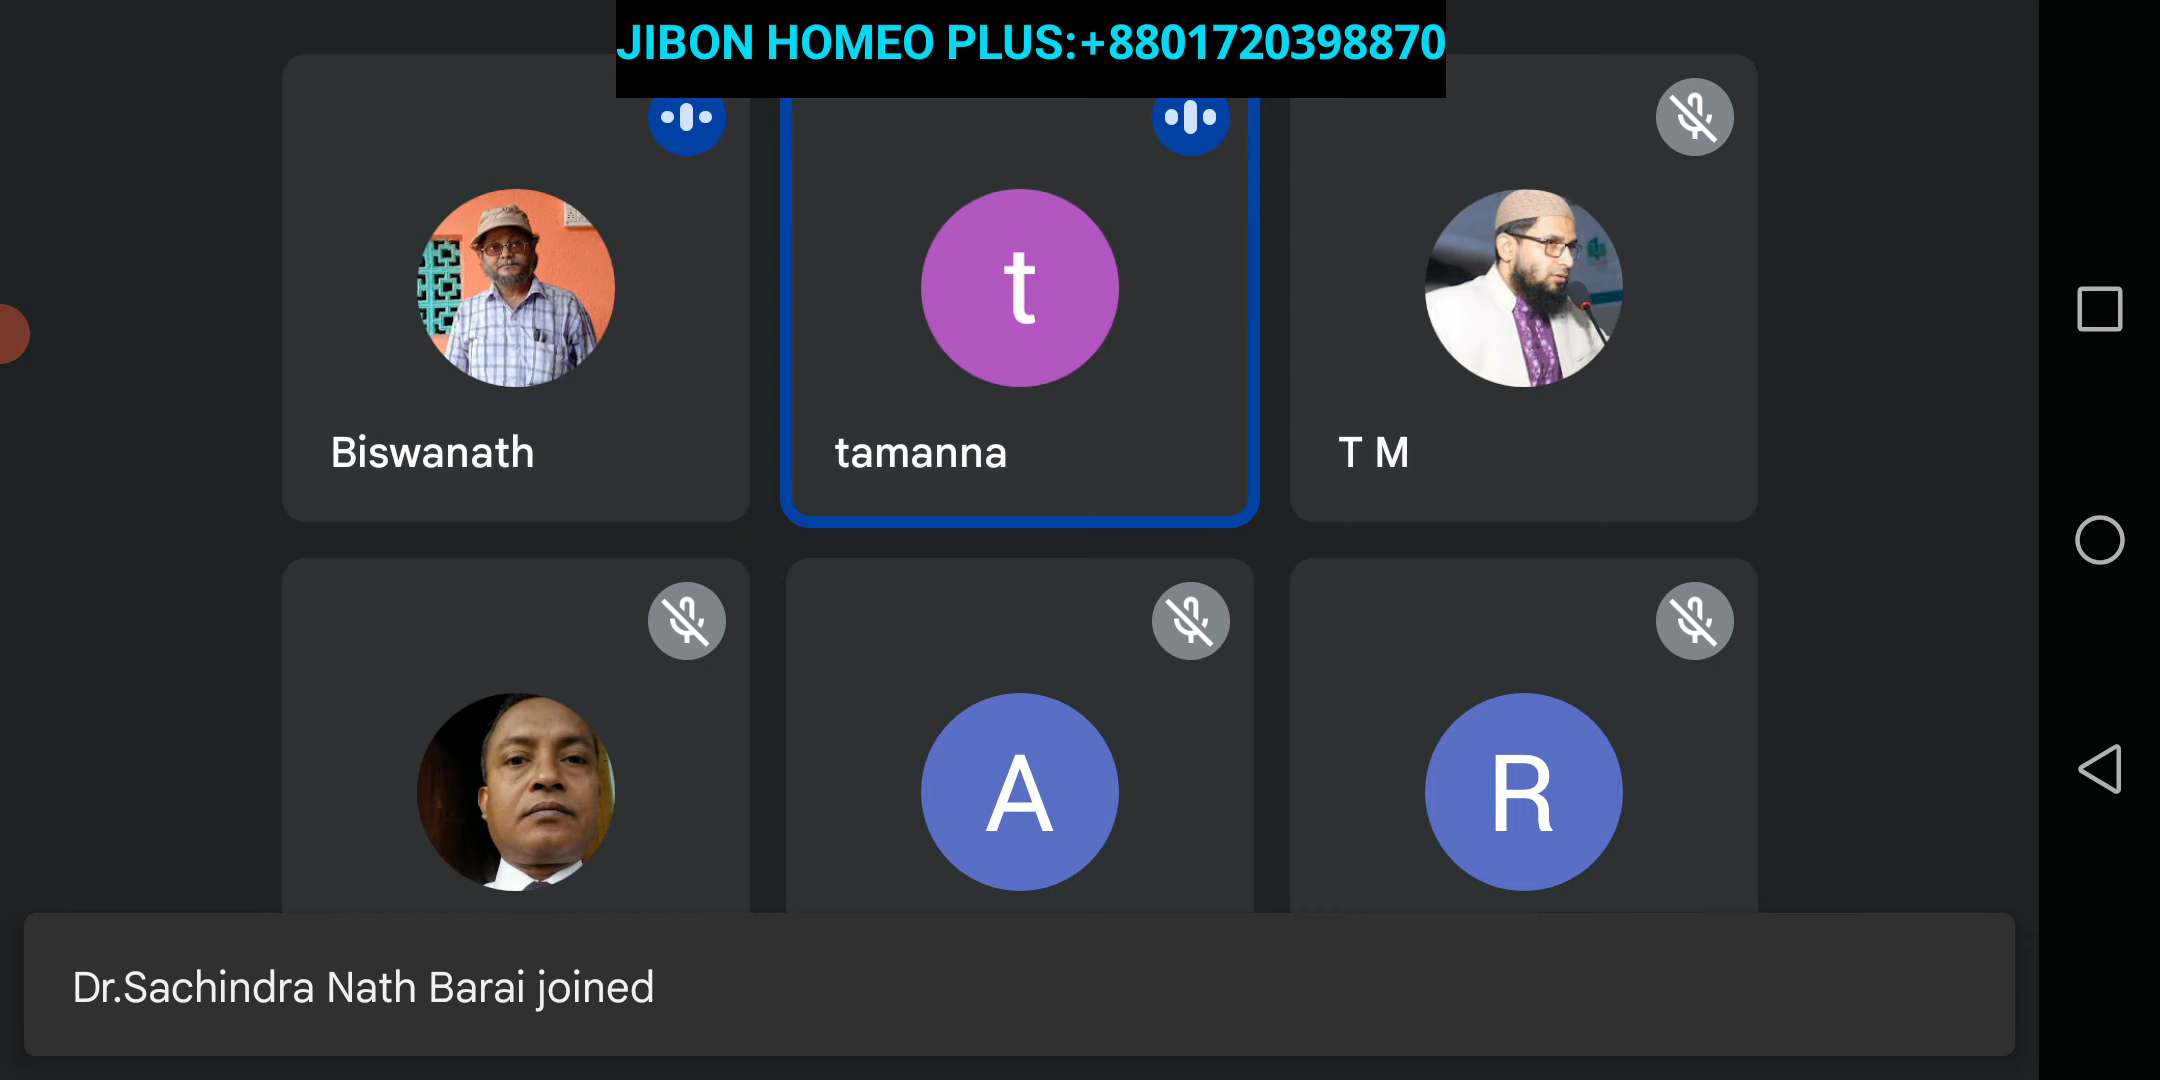 JIBON HOMEO PLUS:+8801720398870
t
Biswanath
tamanna
T M
A
R
Dr.Sachindra Nath Barai joined